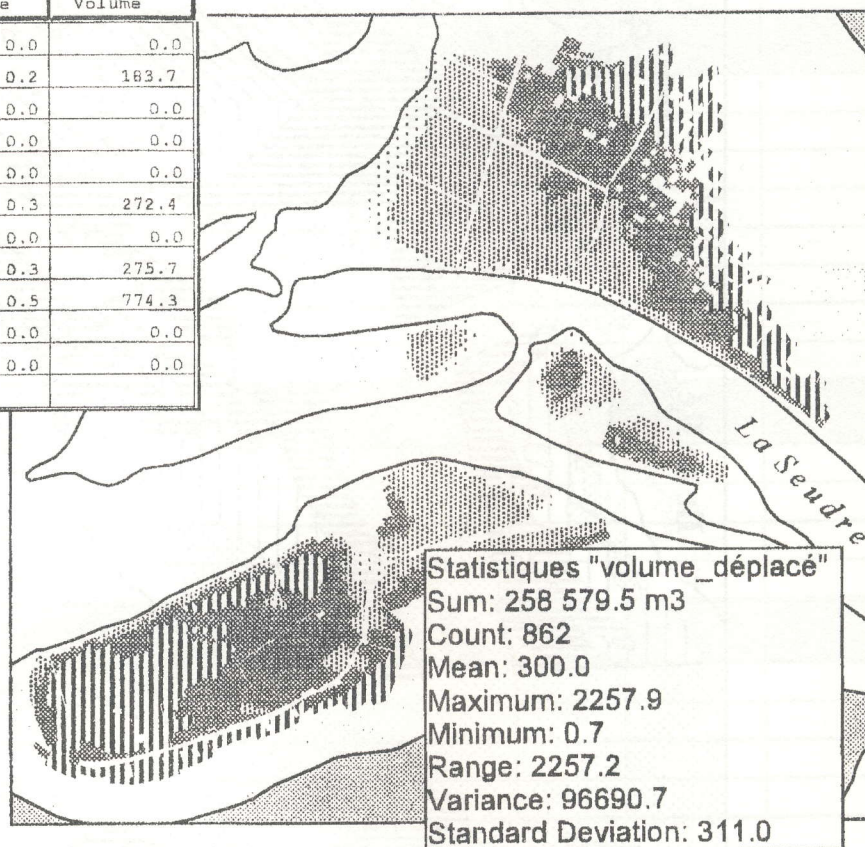 e Volume
0.0 0.0
0.2 183.7
0.0 0.0
0.0 0.0
0.0 0.0
0.3 272.4
0.0 0.0
0.3 275.7
0.5 774.3
0.0 0.0
0.0 0.0
La Seudre
Statistiques "volume_déplacé"
Sum: 258 579.5 m3
Count: 862
Mean: 300.0
Maximum: 2257.9
Minimum: 0.7
Range: 2257.2
Variance: 96690.7
Standard Deviation: 311.0